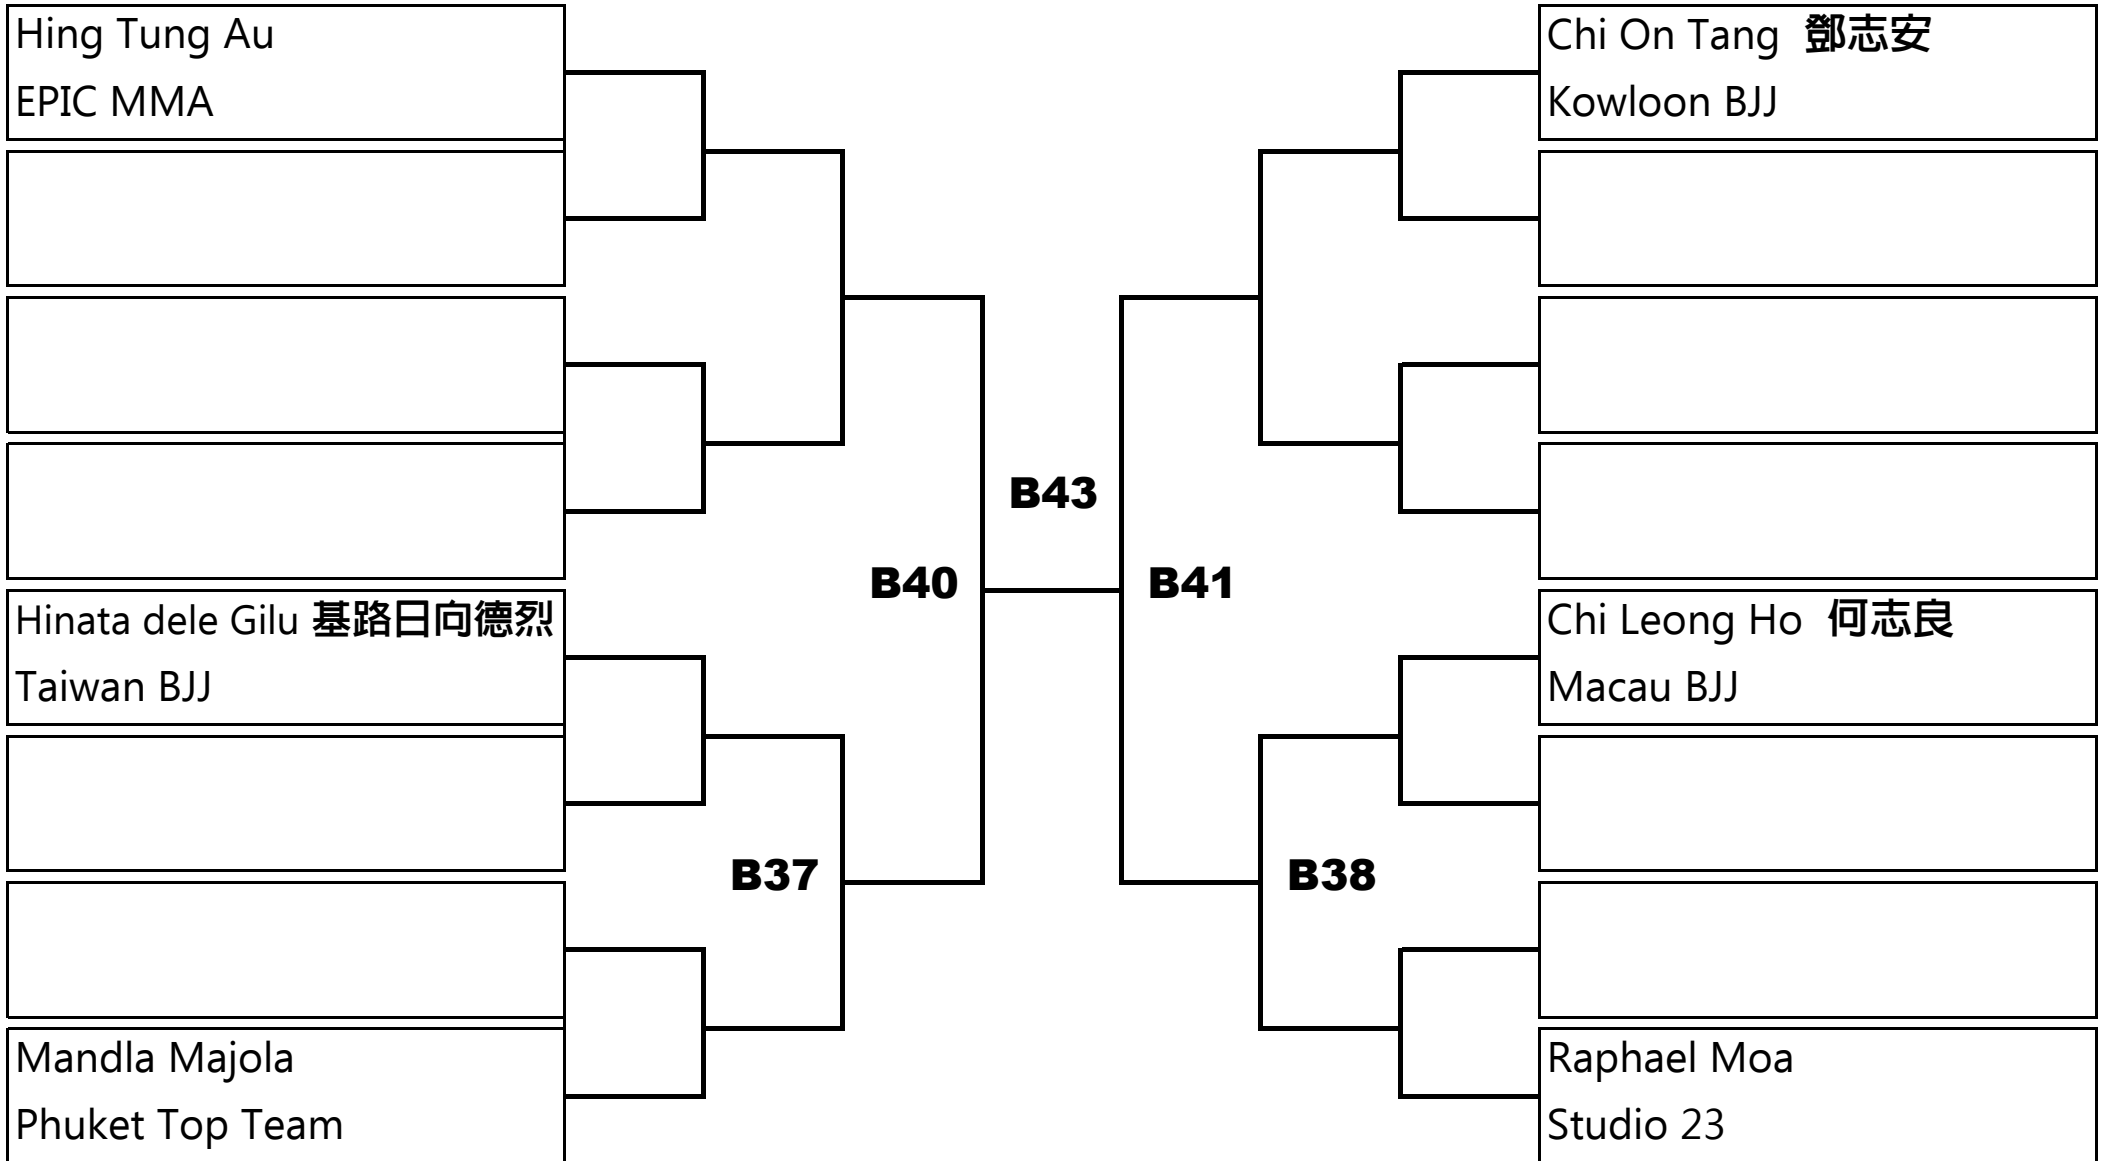 Hing Tung Au
EPIC MMA
Hinata dele Gilu 基路日向德烈
Taiwan BJJ
Mandla Majola
Phuket Top Team
B37
B40
B43
B41
B38
Chi On Tang 鄧志安
Kowloon BJJ
Chi Leong Ho 何志良
Macau BJJ
Raphael Moa
Studio 23